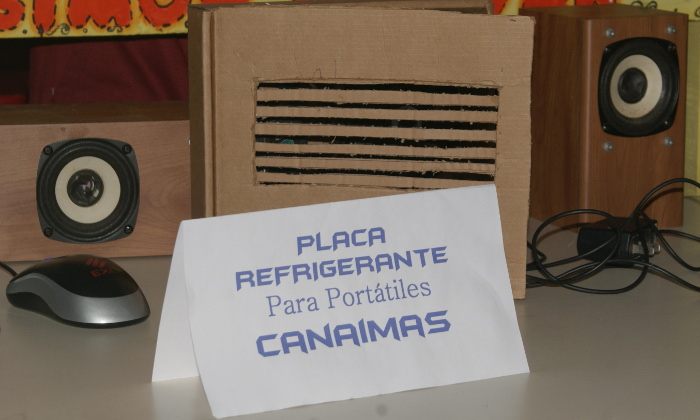 PLACA
REFRIGERANTE
Para Portátiles
CANAIMAS